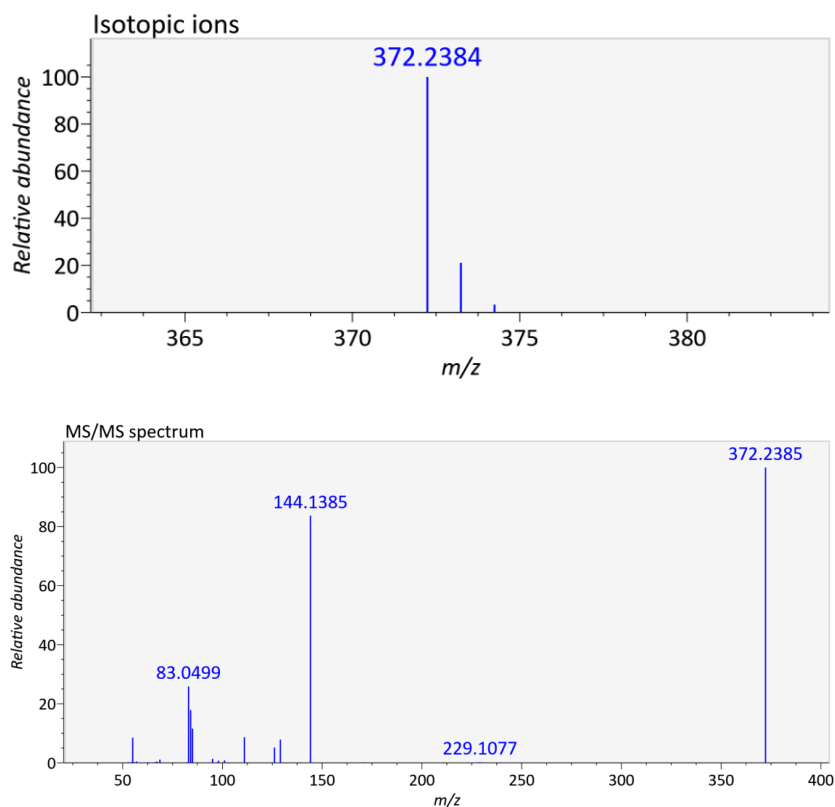 Isotopic ions
372.2384
100
80
60
40
20
0
Relative abundance
365 370 375 380
m/z
MS/MS spectrum
372.2385
100
144.1385
80
60
40
83.0499
20
229.1077
0
Relative abundance
50 100 150 200 250 300 350 400
m/z